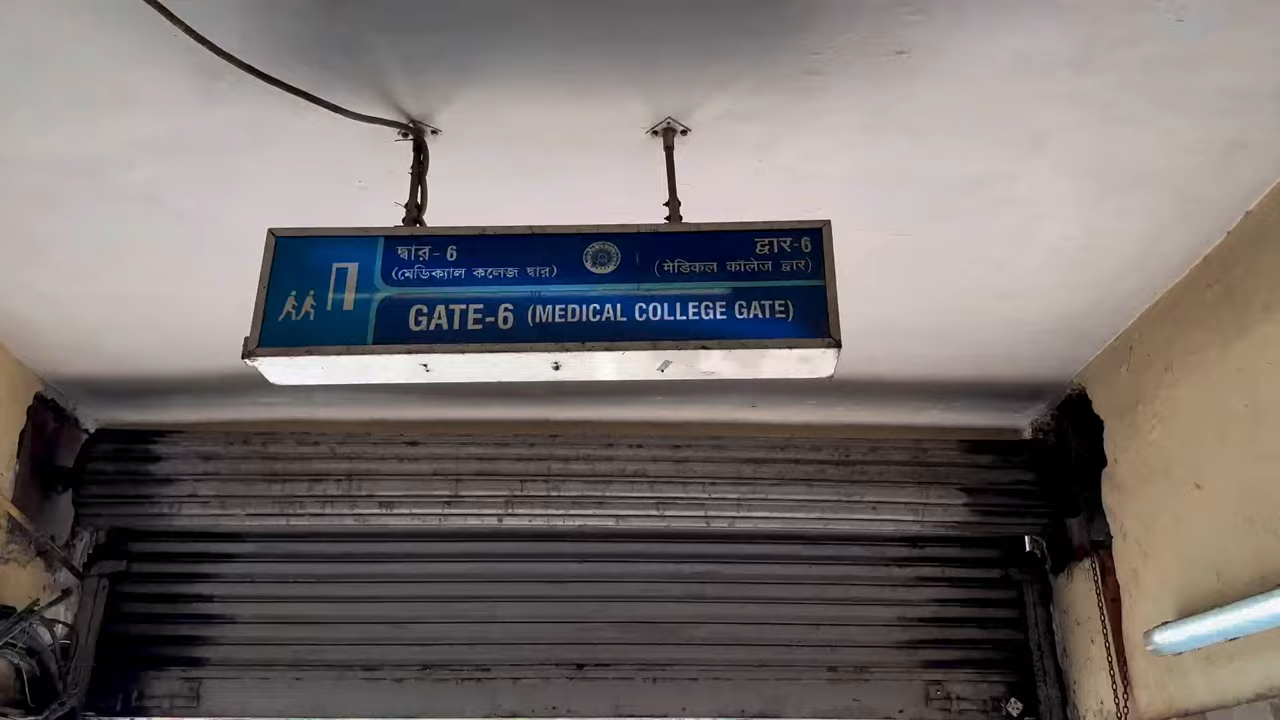 দ্বার - 6
(মেডিক্যাল কলেজ দ্বার)
द्वार-6
(मेडिकल कॉलेज द्वार)
GATE-6 (MEDICAL COLLEGE GATE)